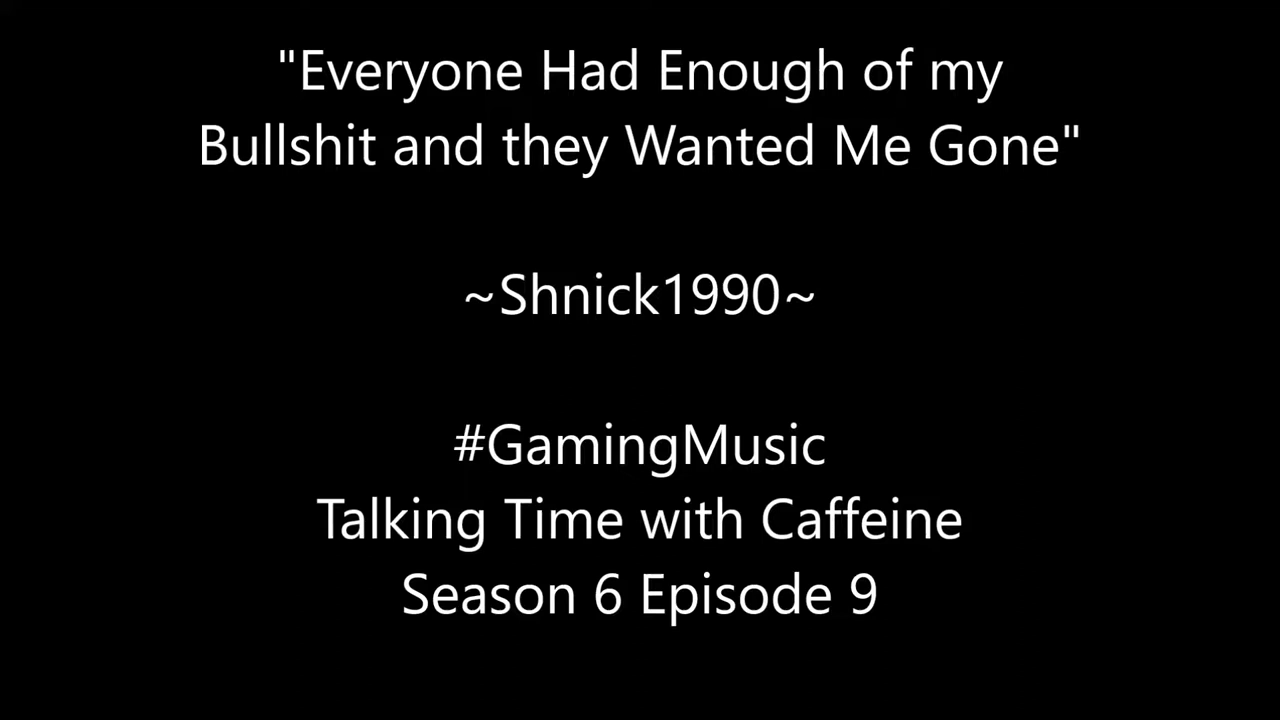 "Everyone Had Enough of my
Bullshit and they Wanted Me Gone"
~Shnick1990~
#GamingMusic
Talking Time with Caffeine
Season 6 Episode 9